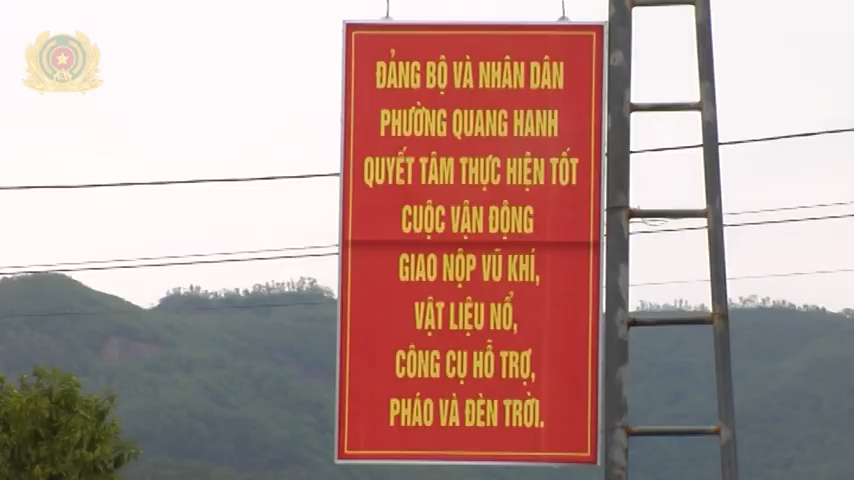 ĐẢNG BỘ VÀ NHÂN DÂN
PHƯỜNG QUANG HANH
QUYẾT TÂM THỰC HIỆN TỐT
CUỘC VẬN ĐỘNG
GIAO NỘP VŨ KHÍ,
VẬT LIỆU NỔ,
CÔNG CỤ HỖ TRỢ,
PHÁO VÀ ĐÈN TRỜI.